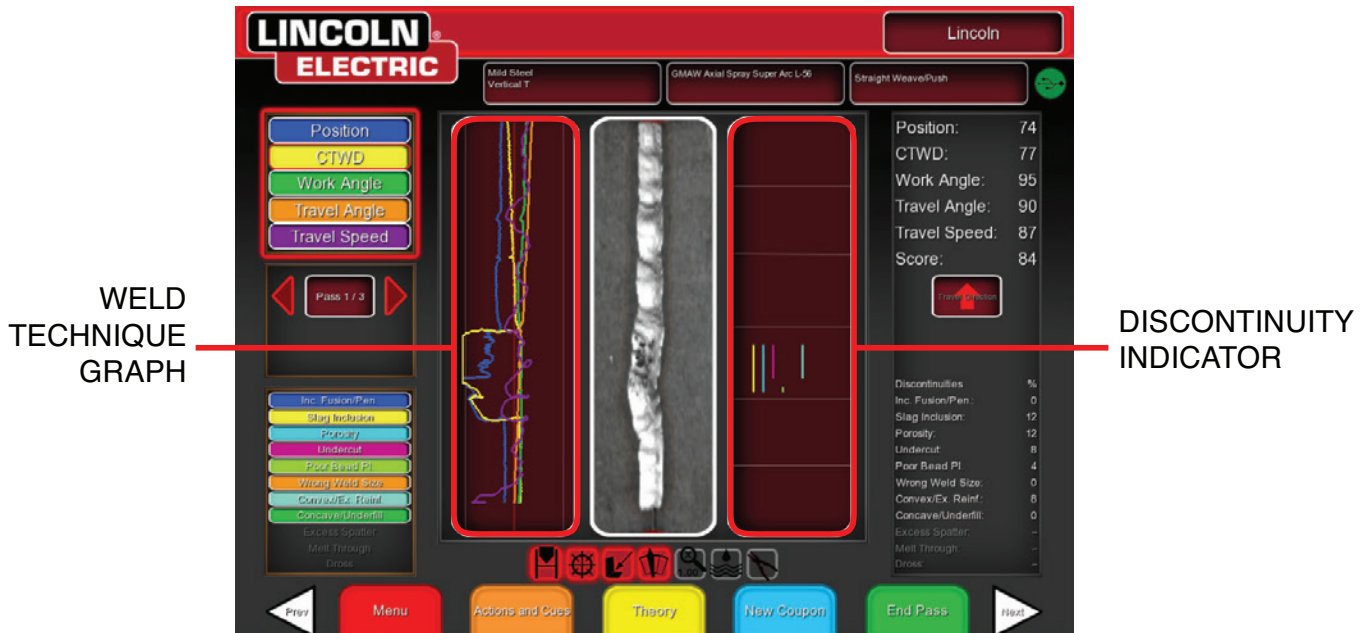 LINCOLN ®
ELECTRIC
Lincoln
Mild Steel
Vertical T
GMAW Axial Spray Super Arc L-56
Straight Weave/Push
Position
CTWD
Work Angle
Travel Angle
Travel Speed
Pass 1 / 3
WELD
TECHNIQUE
GRAPH
Inc. Fusion/Pen
Slag Inclusion
Porosity
Undercut
Poor Bead Pl.
Wrong Weld Size
Convex/Ex. Reinf
Concave/Underfill
Excess Spatter
Melt Through
Dross
Position: 74
CTWD: 77
Work Angle: 95
Travel Angle: 90
Travel Speed: 87
Score: 84
Travel Direction
DISCONTINUITY
INDICATOR
Discontinuities %
Inc. Fusion/Pen.: 0
Slag Inclusion: 12
Porosity: 12
Undercut: 8
Poor Bead Pl. 4
Wrong Weld Size: 0
Convex/Ex. Reinf.: 8
Concave/Underfill: 0
Excess Spatter: --
Melt Through: --
Dross: --
1.00
Prev
Menu
Actions and Cues
Theory
New Coupon
End Pass
Next